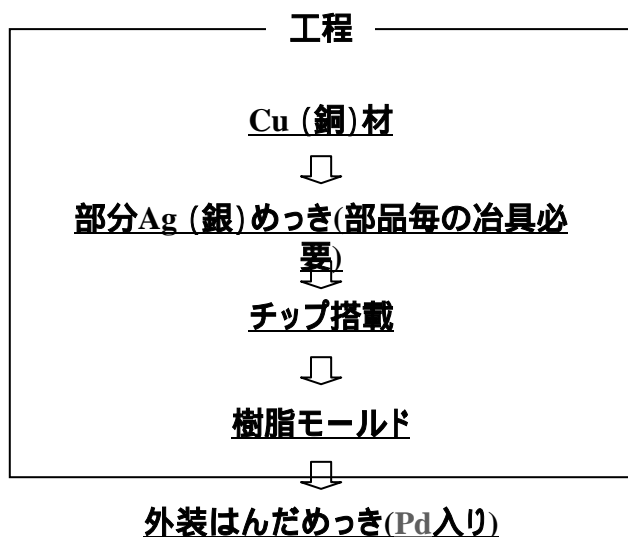 工程
Cu (銅)材
部分Ag (銀)めっき(部品毎の冶具必
要)
チップ搭載
樹脂モールド
外装はんだめっき(Pd入り)